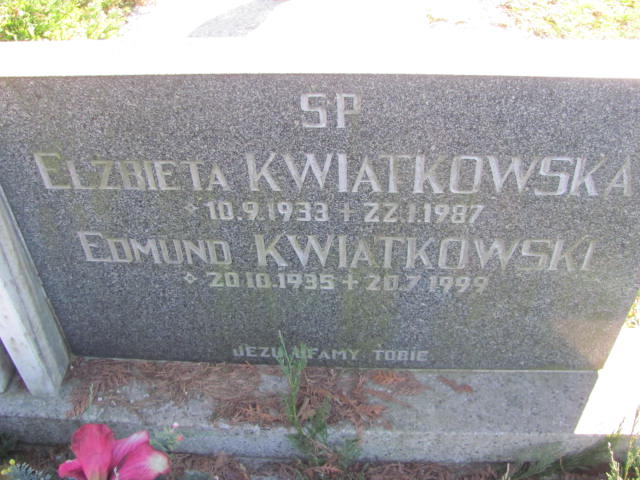 SP
ELZBIETA KWIATKOWSKA
* 10.9.1933 + 22.1.1987
EDMUND KWIATKOWSKI
* 20.10.1935 + 20.7.1999
JEZU UFAMY TOBIE